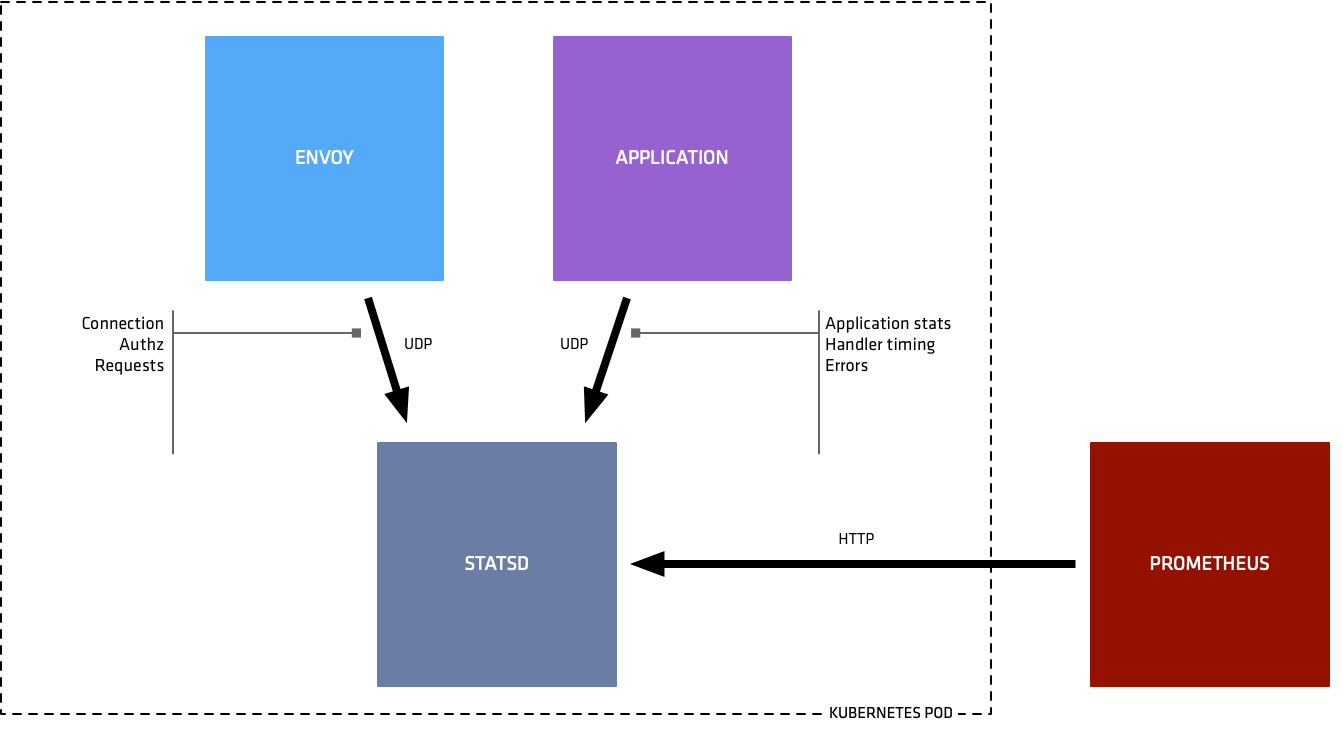 ENVOY
APPLICATION
Connection
Authz
Requests
UDP
UDP
Application stats
Handler timing
Errors
STATSD
HTTP
PROMETHEUS
KUBERNETES POD